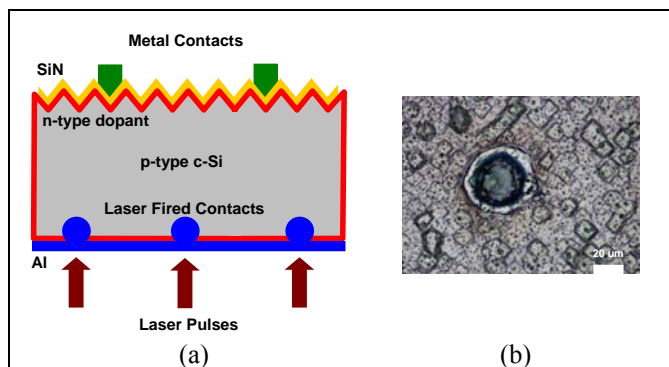 Metal Contacts
SiN
n-type dopant
p-type c-Si
Laser Fired Contacts
Al
Laser Pulses
20 um
(a)
(b)